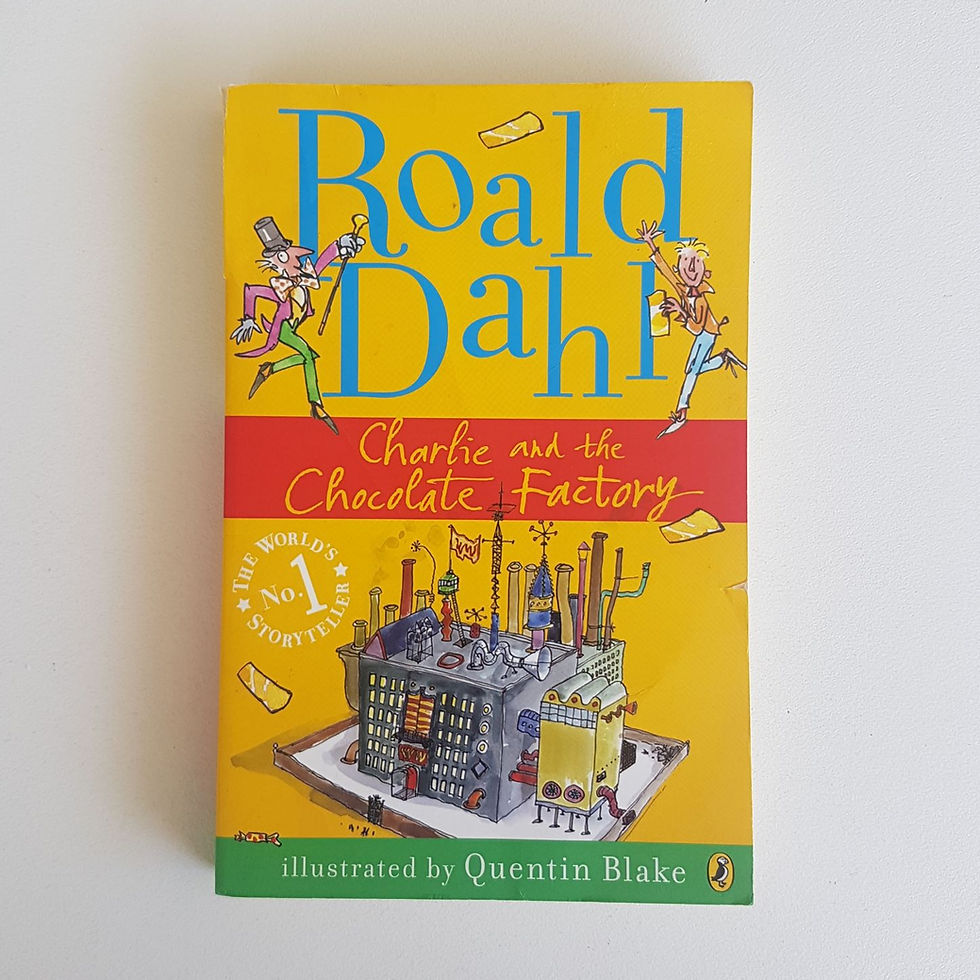 Roald
Dahl
Charlie and the
Chocolate Factory
THE WORLD'S
No. 1
STORYTELLER
illustrated by Quentin Blake